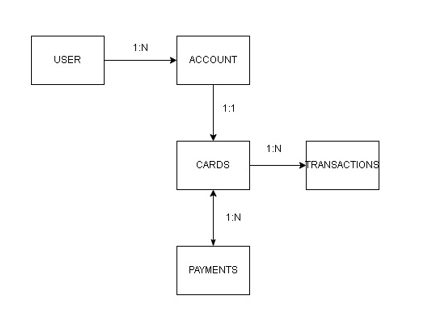 1:N
USER
ACCOUNT
1:1
1:N
CARDS
TRANSACTIONS
1:N
PAYMENTS